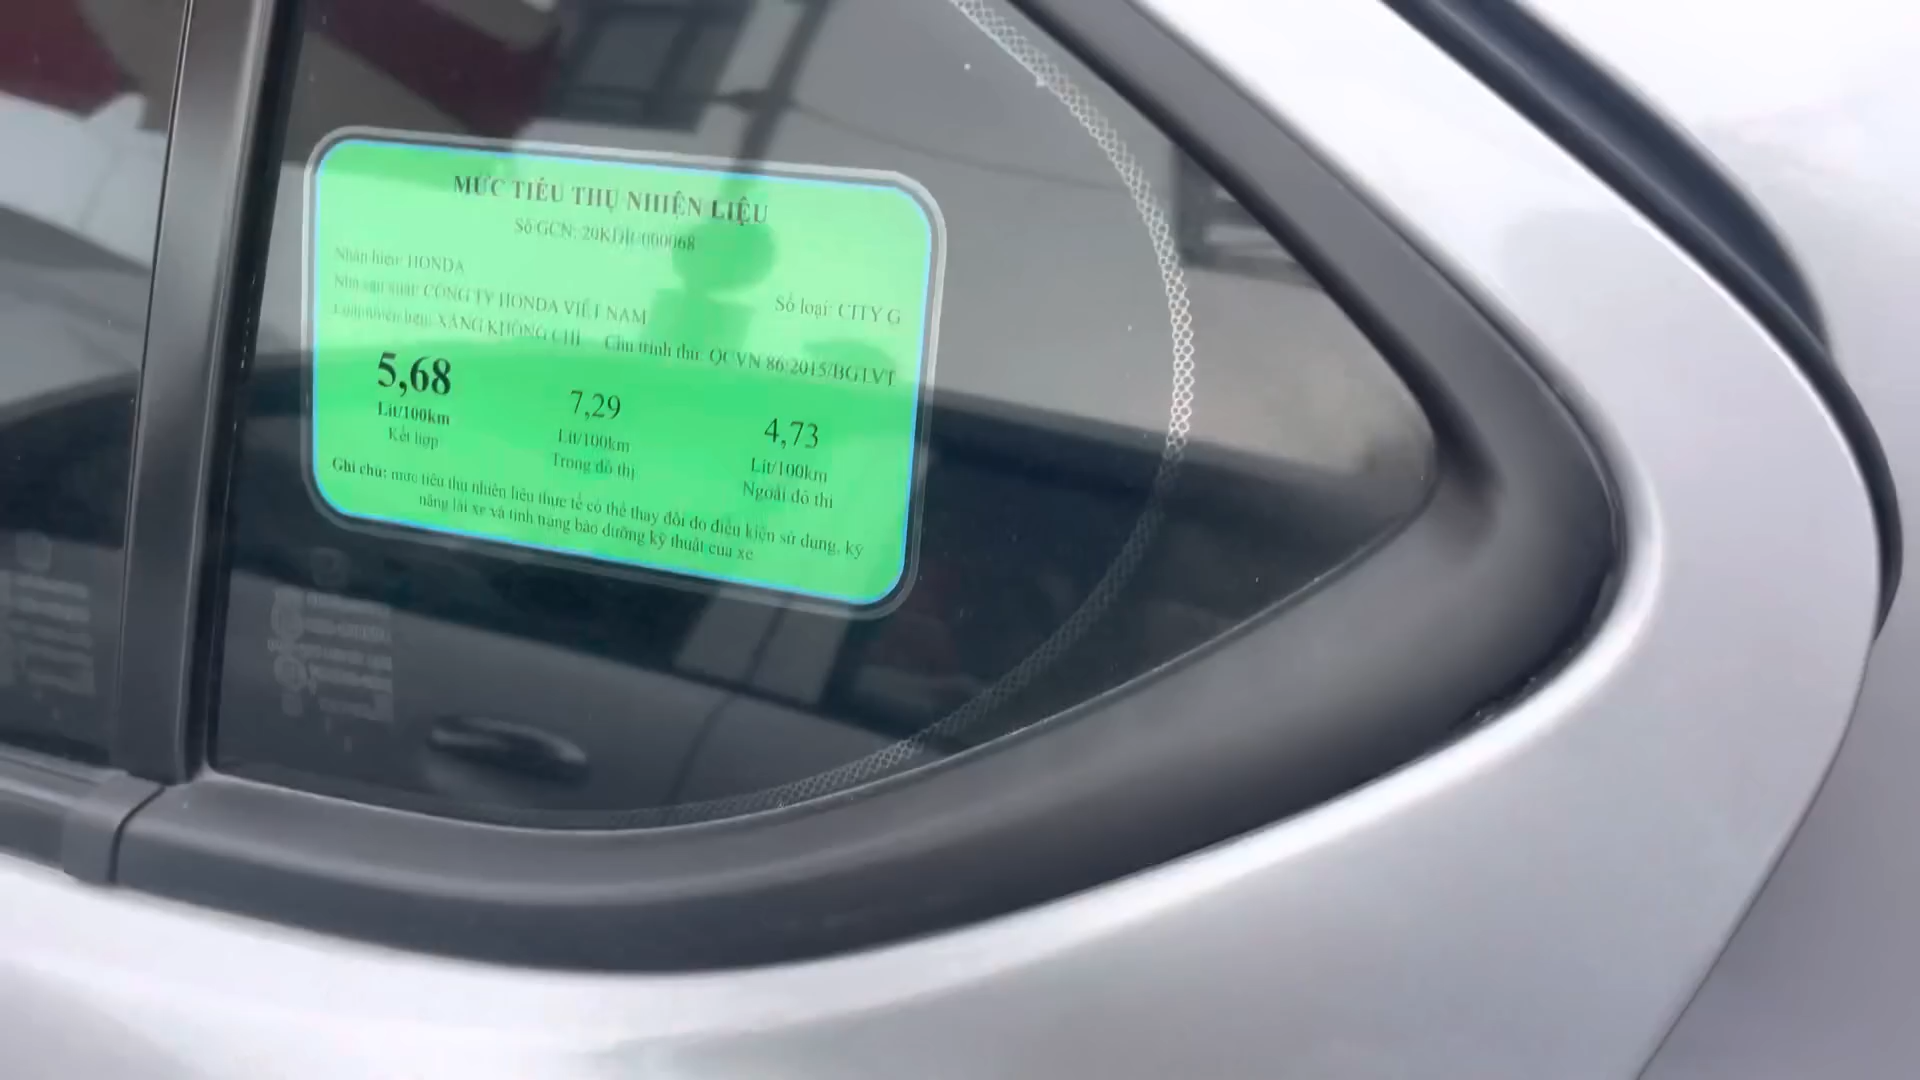 MỨC TIÊU THỤ NHIÊN LIỆU
Số GCN: 20KDR/000068
Nhãn hiệu: HONDA
Nhà sản xuất: CÔNG TY HONDA VIỆT NAM Số loại: CITY G
Loại nhiên liệu: XĂNG KHÔNG CHÌ Chu trình thử: QCVN 86:2015/BGTVT
5,68 7,29 4,73
Lít/100km Lít/100km Lít/100km
Kết hợp Trong đô thị Ngoài đô thị
Ghi chú: mức tiêu thụ nhiên liệu thực tế có thể thay đổi do điều kiện sử dụng, kỹ
năng lái xe và tình nàng bảo dưỡng kỹ thuật của xe